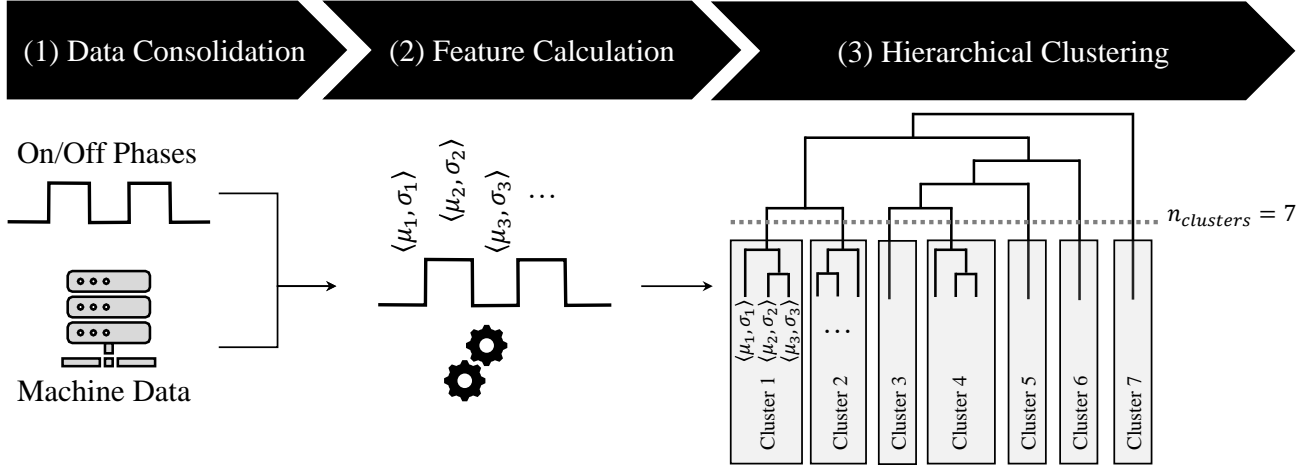 (1) Data Consolidation
(2) Feature Calculation
(3) Hierarchical Clustering
On/Off Phases
Machine Data
⟨μ₁, σ₁⟩
⟨μ₂, σ₂⟩
⟨μ₃, σ₃⟩
...
n_clusters = 7
⟨μ₁, σ₁⟩
⟨μ₂, σ₂⟩
⟨μ₃, σ₃⟩
...
Cluster 1
Cluster 2
Cluster 3
Cluster 4
Cluster 5
Cluster 6
Cluster 7